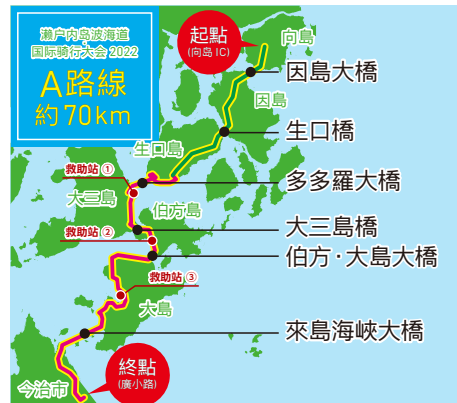 瀨户内岛波海道
国际骑行大会 2022
A路線
約70km
起點
(向島IC)
向島
因島大橋
因島
生口橋
生口島
救助站①
多多羅大橋
大三島
伯方島
大三島橋
救助站②
伯方·大島大橋
救助站③
大島
來島海峽大橋
終點
(廣小路)
今治市